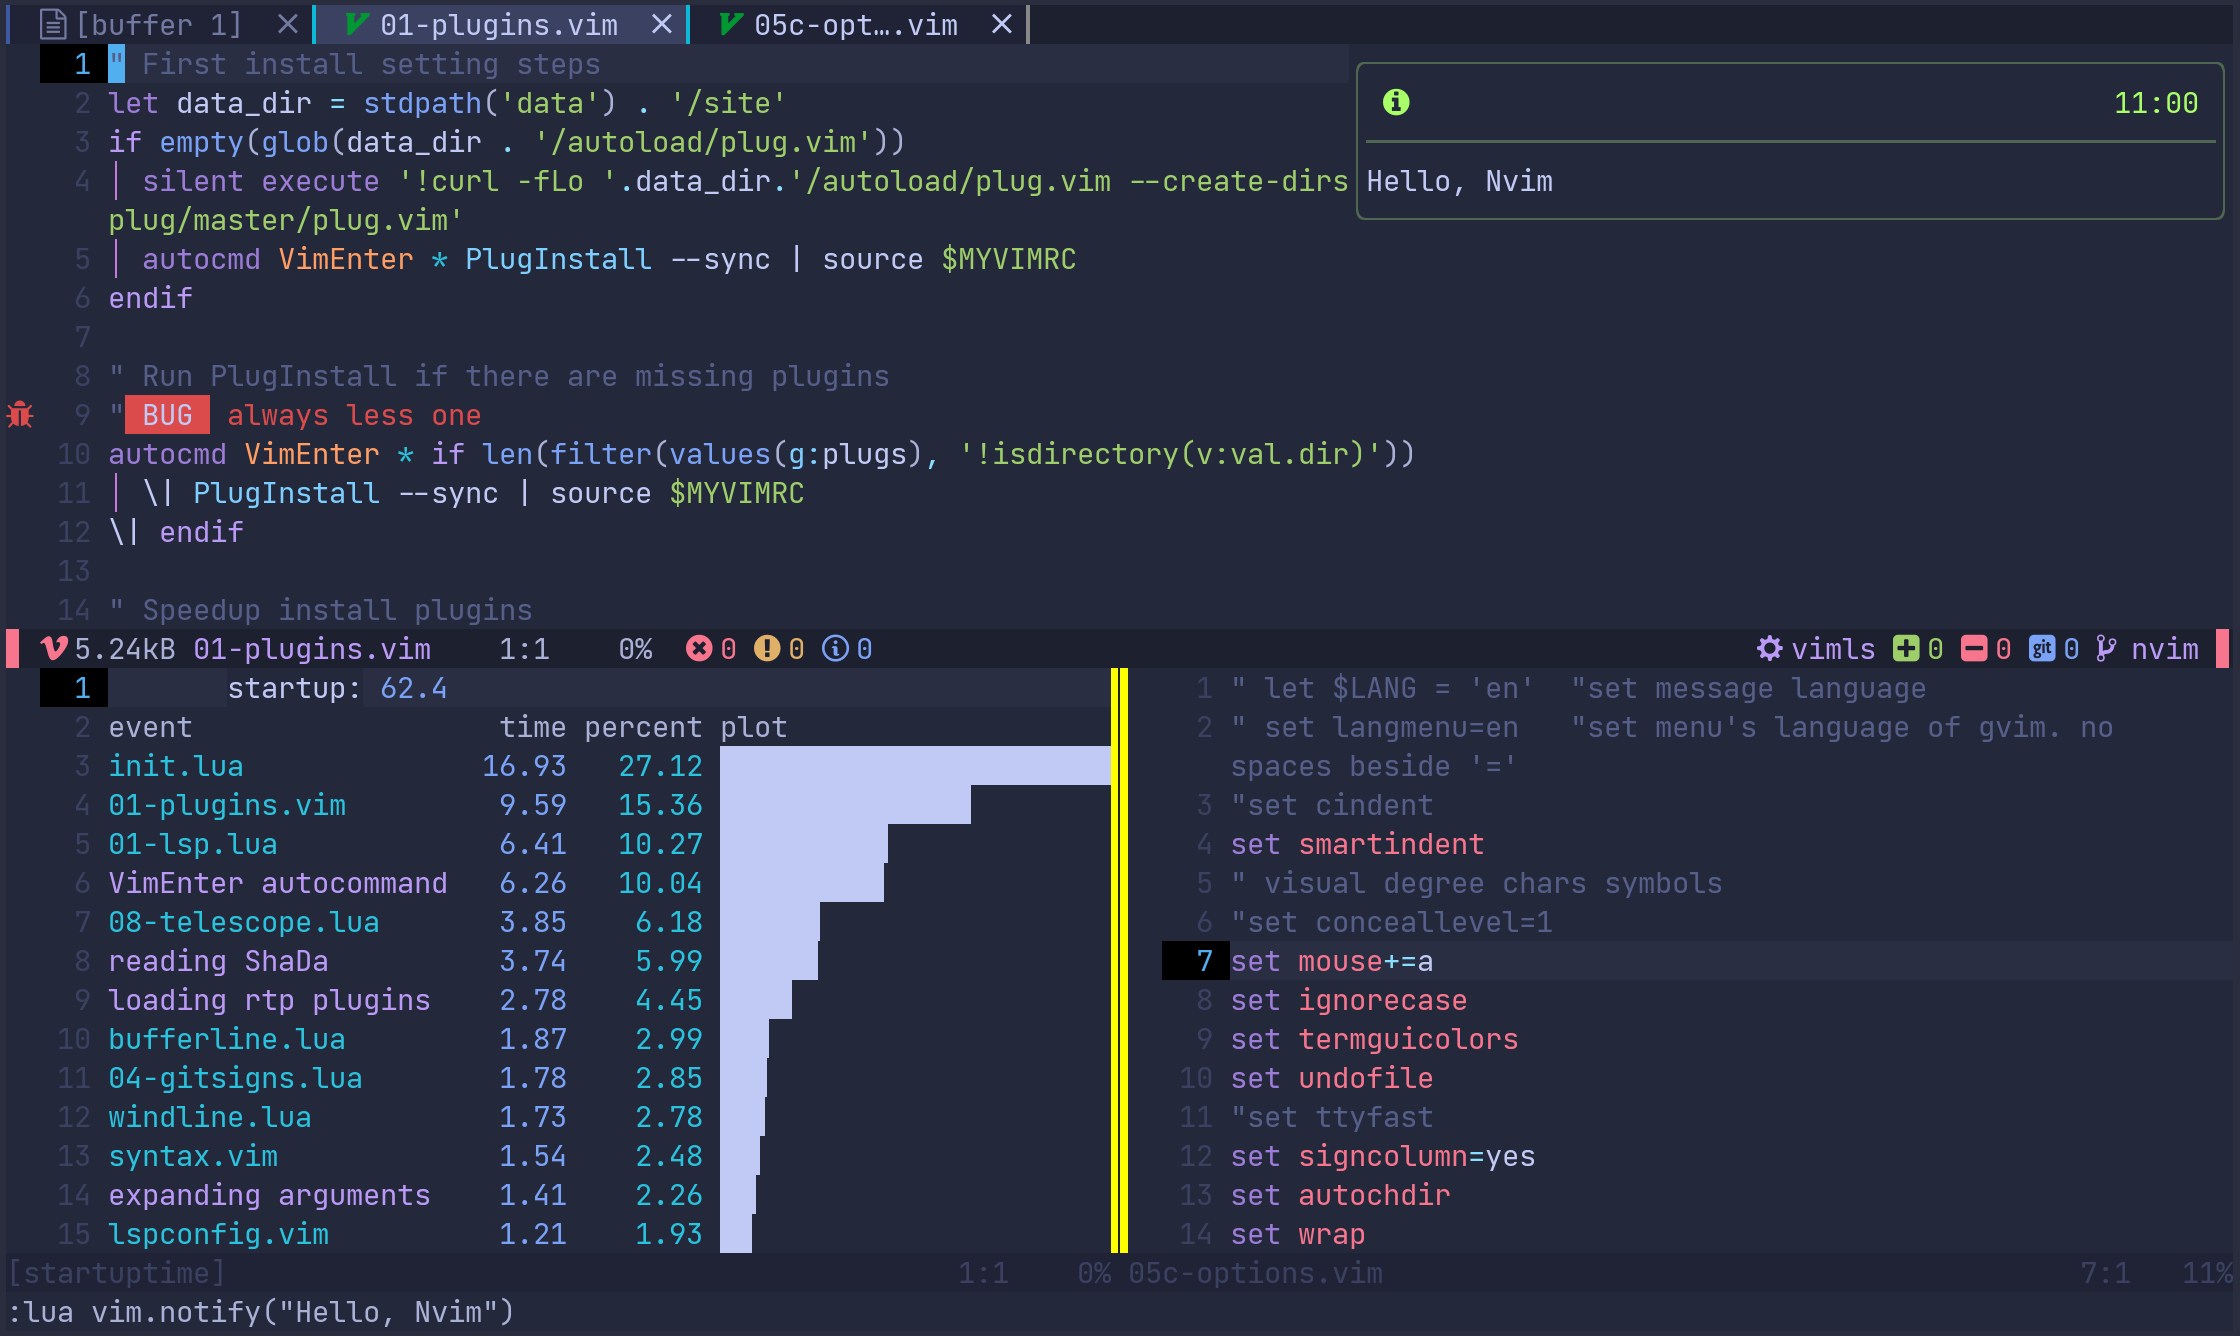 [buffer 1] 01-plugins.vim 05c-opt….vim
1 " First install setting steps
2 let data_dir = stdpath('data') . '/site'
3 if empty(glob(data_dir . '/autoload/plug.vim'))
4 silent execute '!curl -fLo '.data_dir.'/autoload/plug.vim --create-dirs
plug/master/plug.vim'
5 autocmd VimEnter * PlugInstall --sync | source $MYVIMRC
6 endif
7
8 " Run PlugInstall if there are missing plugins
9 " BUG always less one
10 autocmd VimEnter * if len(filter(values(g:plugs), '!isdirectory(v:val.dir)'))
11 \| PlugInstall --sync | source $MYVIMRC
12 \| endif
13
14 " Speedup install plugins
11:00
Hello, Nvim
5.24kB 01-plugins.vim 1:1 0% 0 0 0 vimls 0 0 git 0 nvim
1 startup: 62.4
2 event time percent plot
3 init.lua 16.93 27.12
4 01-plugins.vim 9.59 15.36
5 01-lsp.lua 6.41 10.27
6 VimEnter autocommand 6.26 10.04
7 08-telescope.lua 3.85 6.18
8 reading ShaDa 3.74 5.99
9 loading rtp plugins 2.78 4.45
10 bufferline.lua 1.87 2.99
11 04-gitsigns.lua 1.78 2.85
12 windline.lua 1.73 2.78
13 syntax.vim 1.54 2.48
14 expanding arguments 1.41 2.26
15 lspconfig.vim 1.21 1.93
[startuptime] 1:1 0%
1 " let $LANG = 'en' "set message language
2 " set langmenu=en "set menu's language of gvim. no
spaces beside '='
3 "set cindent
4 set smartindent
5 " visual degree chars symbols
6 "set conceallevel=1
7 set mouse+=a
8 set ignorecase
9 set termguicolors
10 set undofile
11 "set ttyfast
12 set signcolumn=yes
13 set autochdir
14 set wrap
05c-options.vim 7:1 11%
:lua vim.notify("Hello, Nvim")